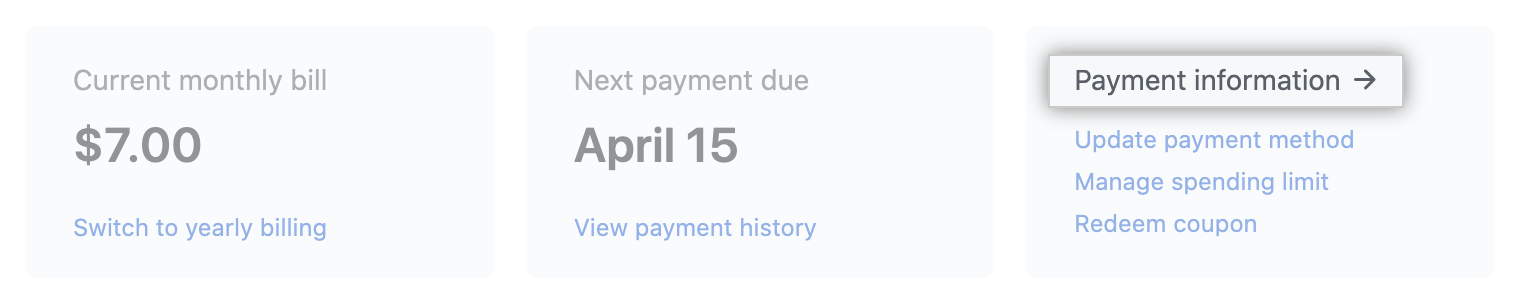 Current monthly bill
$7.00
Switch to yearly billing
Next payment due
April 15
View payment history
Payment information →
Update payment method
Manage spending limit
Redeem coupon